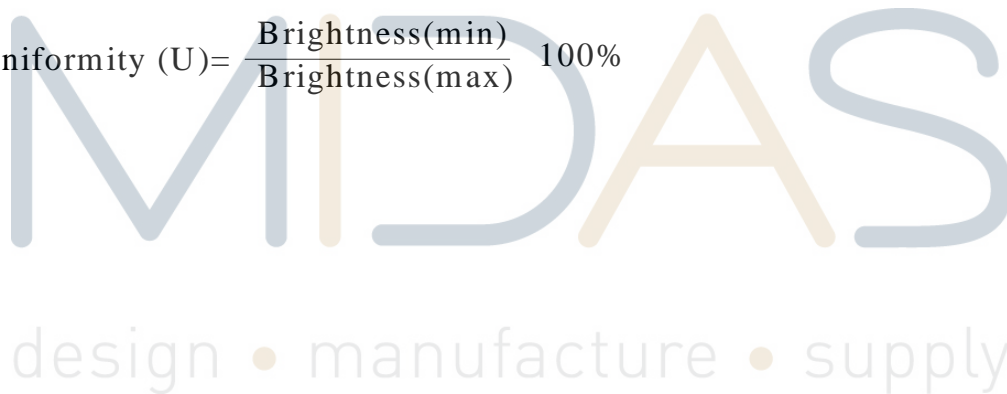 niformity (U)= Brightness(min)
Brightness(max) 100%
MIDAS
design • manufacture • supply